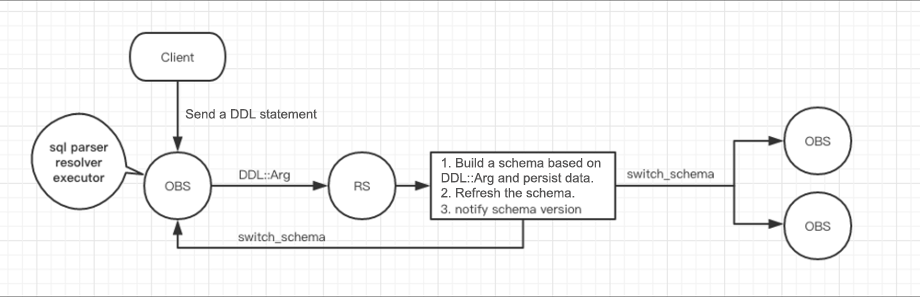 Client
Send a DDL statement
sql parser
resolver
executor
OBS
DDL::Arg
RS
1. Build a schema based on
DDL::Arg and persist data.
2. Refresh the schema.
3. notify schema version
switch_schema
OBS
OBS
switch_schema